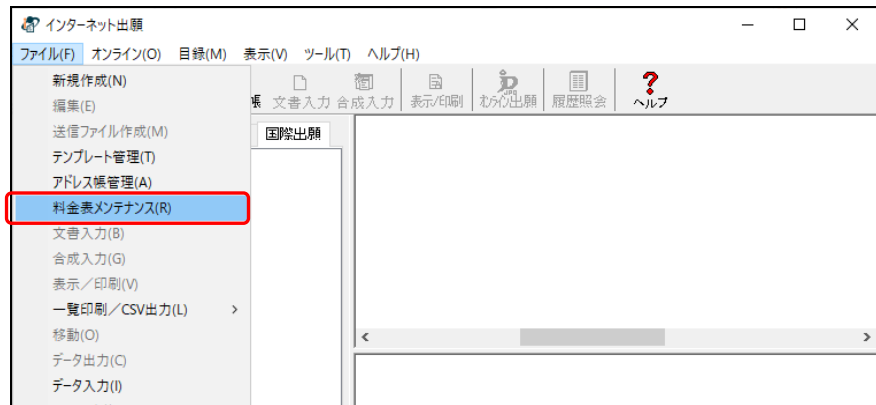 インターネット出願
ファイル(F) オンライン(O) 目録(M) 表示(V) ツール(T) ヘルプ(H)
新規作成(N)
編集(E)
送信ファイル作成(M)
テンプレート管理(T)
アドレス帳管理(A)
料金表メンテナンス(R)
文書入力(B)
合成入力(G)
表示/印刷(V)
一覧印刷/CSV出力(L)
移動(O)
データ出力(C)
データ入力(I)
帳 文書入力 合成入力 表示/印刷 オンライン出願 履歴照会 ヘルプ
国際出願